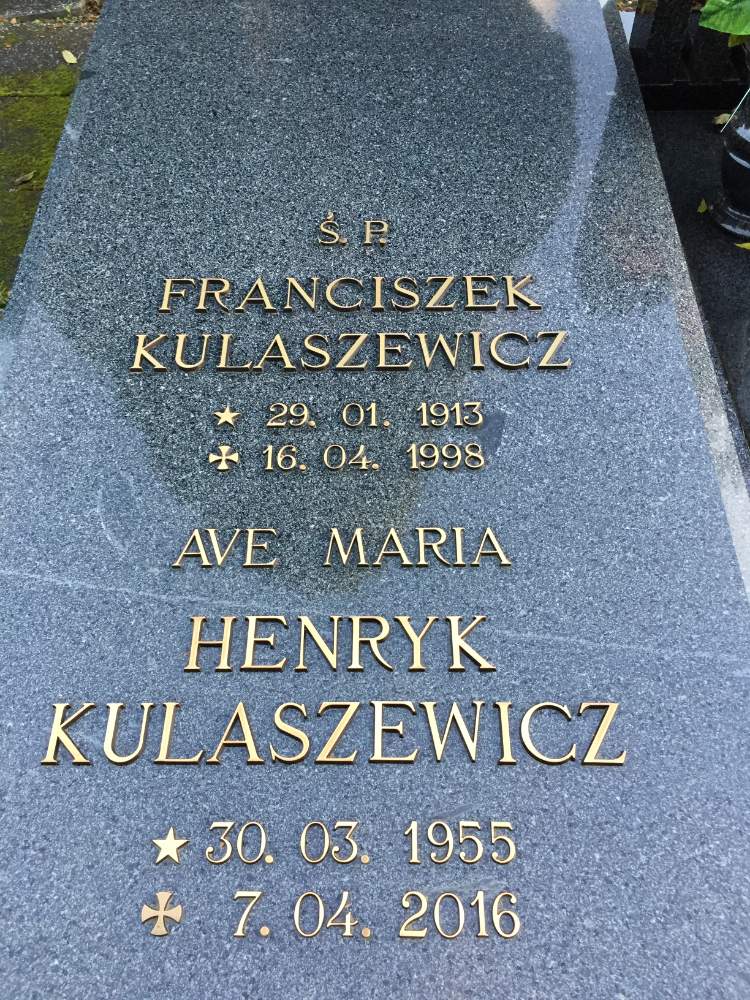 Ś. P.
FRANCISZEK
KULASZEWICZ
★ 29. 01. 1913
✠ 16. 04. 1998
AVE MARIA
HENRYK
KULASZEWICZ
★ 30. 03. 1955
✠ 7. 04. 2016